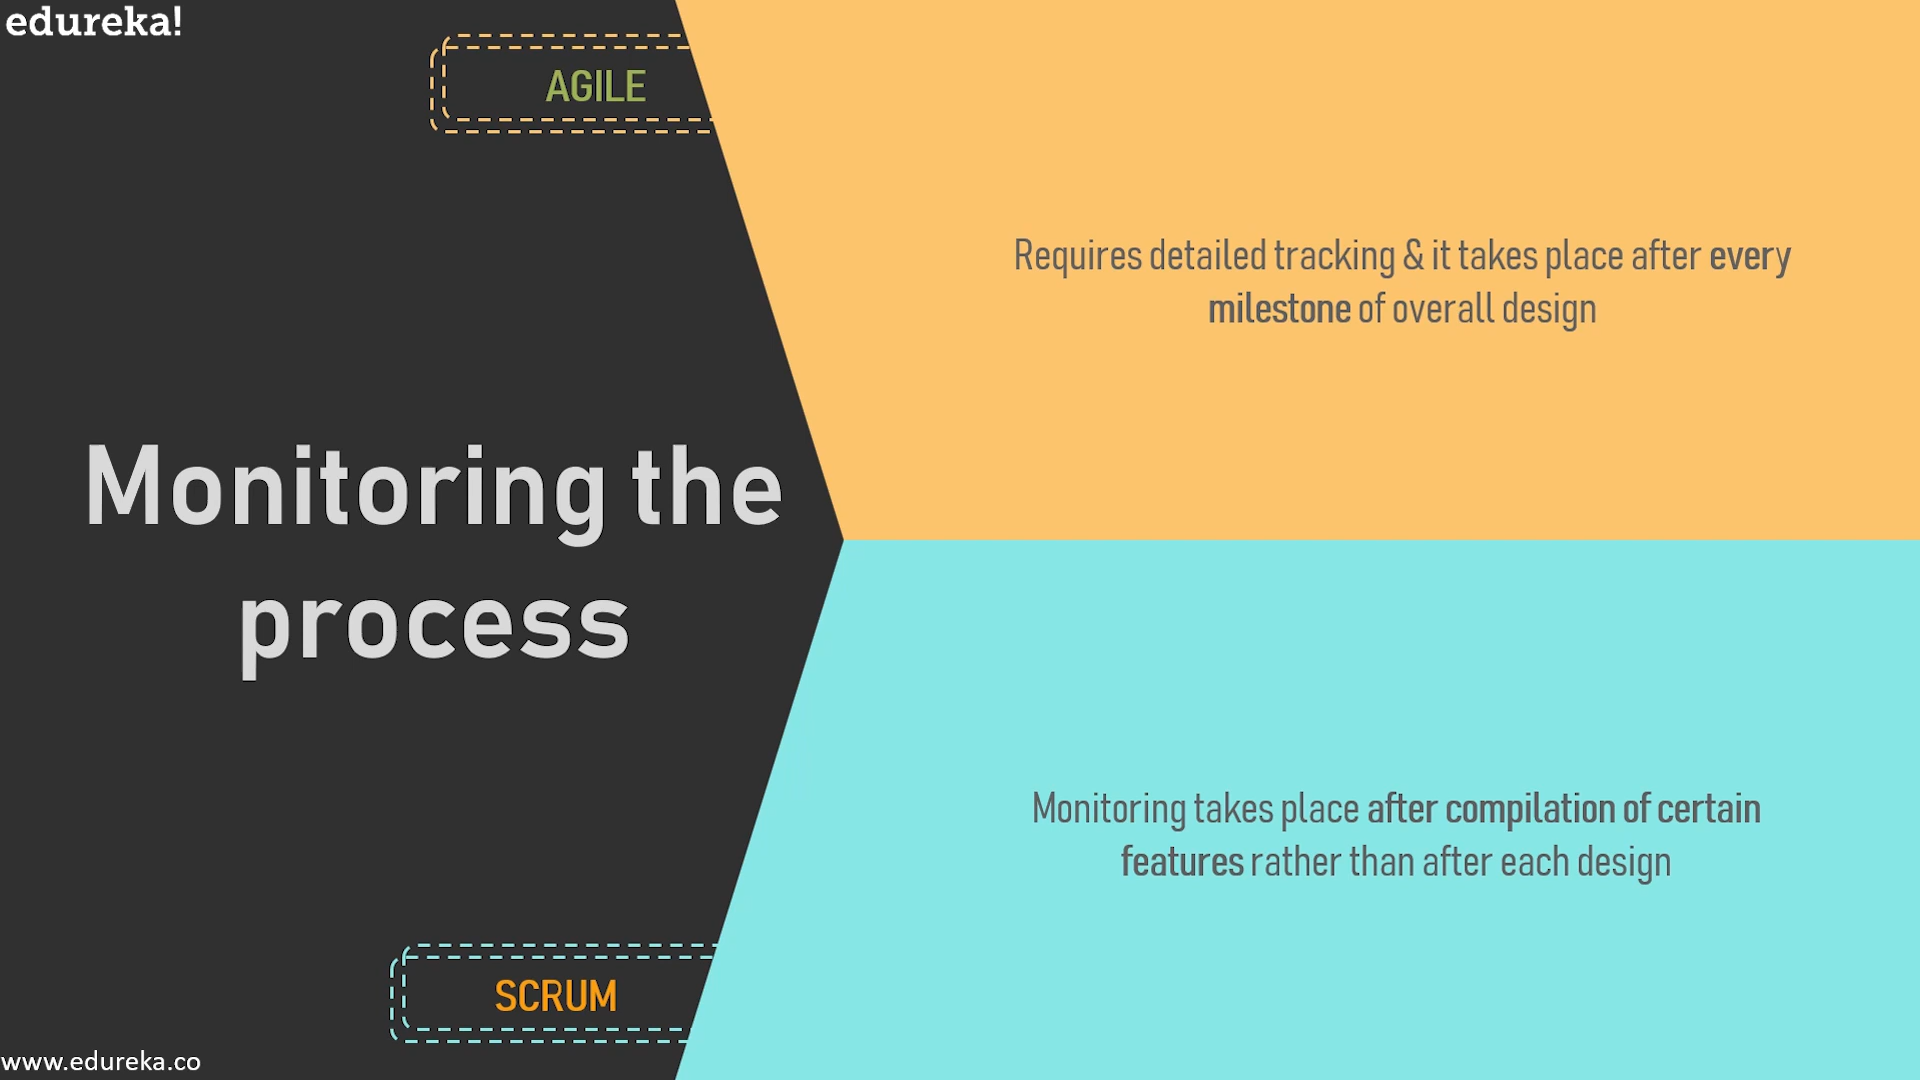 edureka!
AGILE
Requires detailed tracking & it takes place after every
milestone of overall design
Monitoring the
process
Monitoring takes place after compilation of certain
features rather than after each design
SCRUM
www.edureka.co